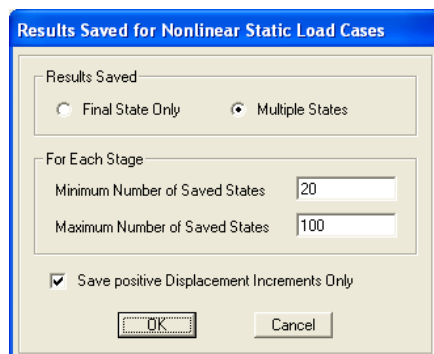 Results Saved for Nonlinear Static Load Cases
Results Saved
Final State Only Multiple States
For Each Stage
Minimum Number of Saved States 20
Maximum Number of Saved States 100
Save positive Displacement Increments Only
OK Cancel